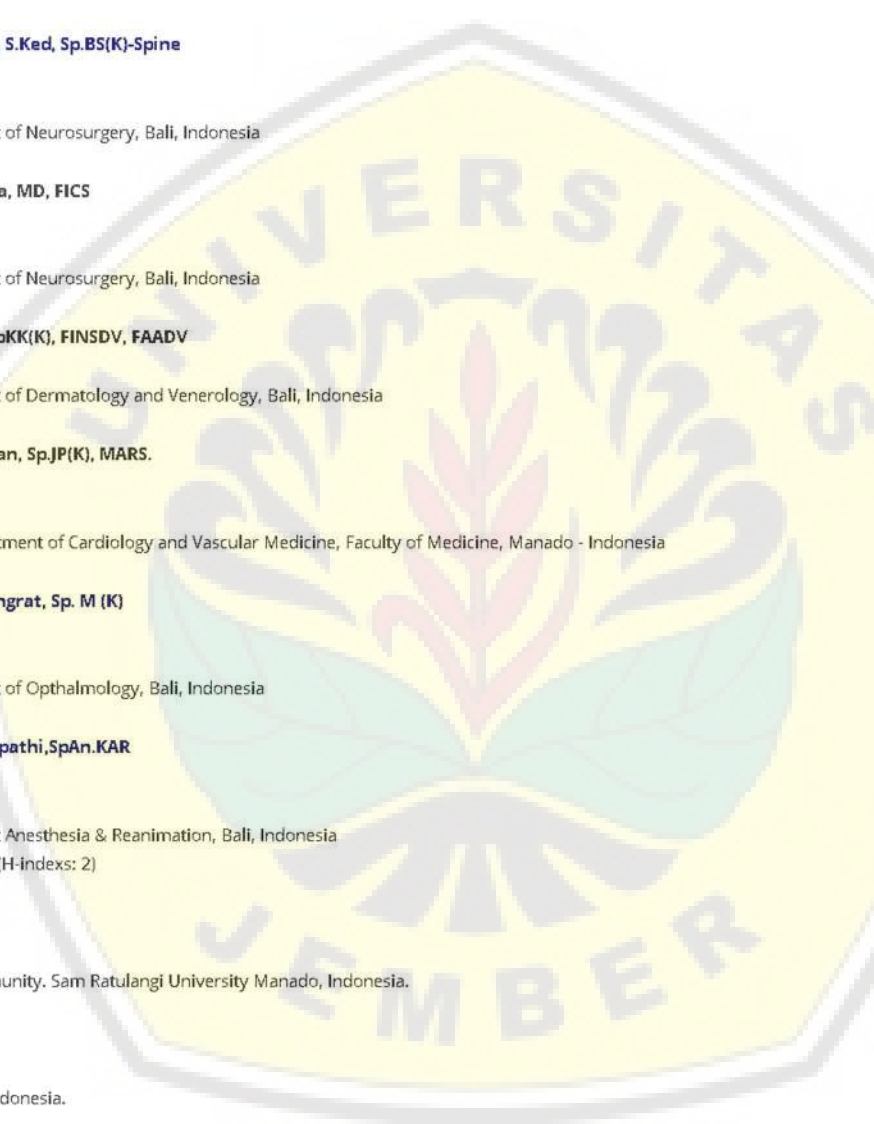 S.Ked, Sp.BS(K)-Spine
of Neurosurgery, Bali, Indonesia
a, MD, FICS
of Neurosurgery, Bali, Indonesia
KK(K), FINSDV, FAADV
of Dermatology and Venerology, Bali, Indonesia
an, Sp.JP(K), MARS.
tment of Cardiology and Vascular Medicine, Faculty of Medicine, Manado - Indonesia
ngrat, Sp. M (K)
of Opthalmology, Bali, Indonesia
pathi,SpAn.KAR
Anesthesia & Reanimation, Bali, Indonesia
(H-indexs: 2)
unity. Sam Ratulangi University Manado, Indonesia.
donesia.
UNIVERSITAS
JEMBER